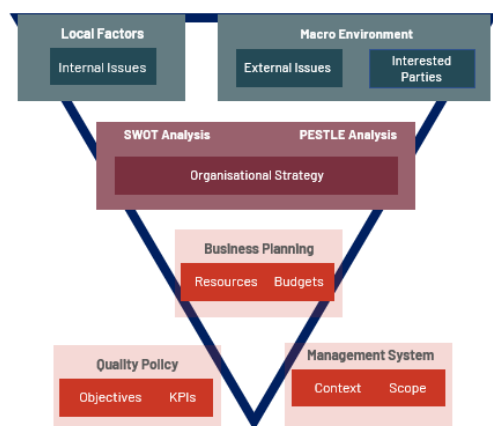 Local Factors
Internal Issues
Macro Environment
External Issues
Interested
Parties
SWOT Analysis
PESTLE Analysis
Organisational Strategy
Business Planning
Resources Budgets
Quality Policy
Objectives KPIs
Management System
Context Scope